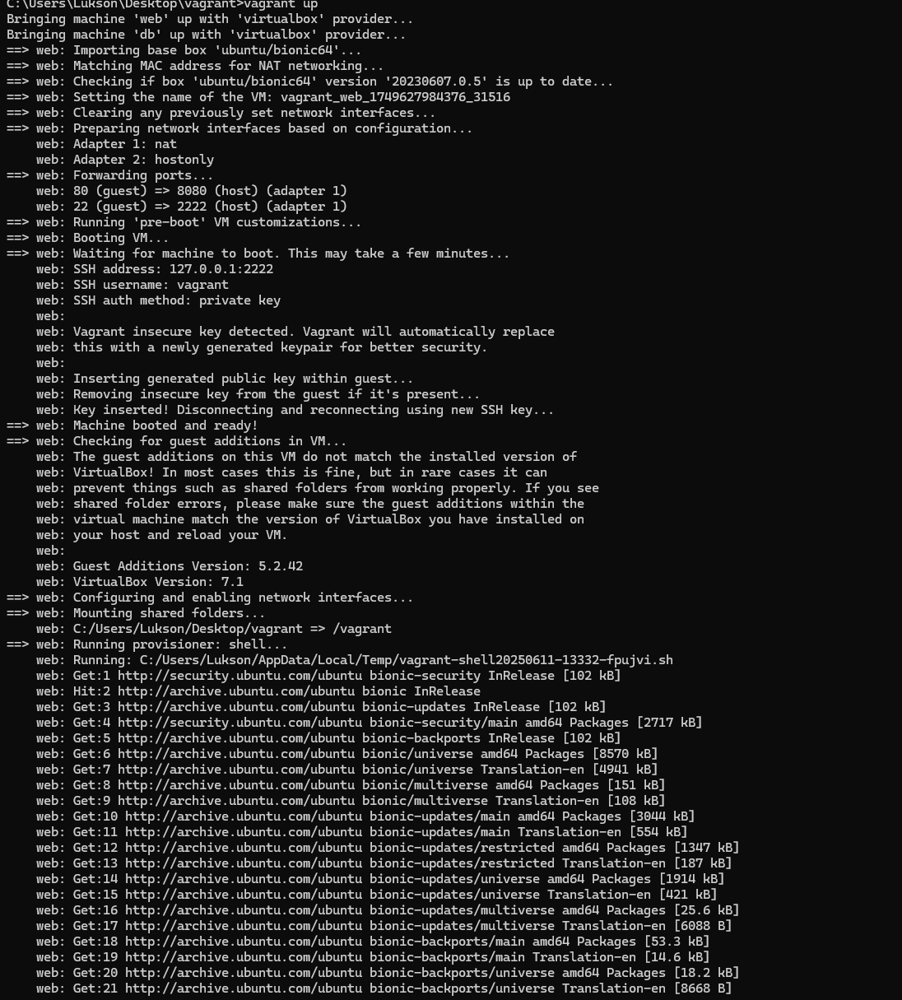 C:\Users\Lukson\Desktop\vagrant>vagrant up
Bringing machine 'web' up with 'virtualbox' provider...
Bringing machine 'db' up with 'virtualbox' provider...
==> web: Importing base box 'ubuntu/bionic64'...
==> web: Matching MAC address for NAT networking...
==> web: Checking if box 'ubuntu/bionic64' version '20230607.0.5' is up to date...
==> web: Setting the name of the VM: vagrant_web_1749627984376_31516
==> web: Clearing any previously set network interfaces...
==> web: Preparing network interfaces based on configuration...
    web: Adapter 1: nat
    web: Adapter 2: hostonly
==> web: Forwarding ports...
    web: 80 (guest) => 8080 (host) (adapter 1)
    web: 22 (guest) => 2222 (host) (adapter 1)
==> web: Running 'pre-boot' VM customizations...
==> web: Booting VM...
==> web: Waiting for machine to boot. This may take a few minutes...
    web: SSH address: 127.0.0.1:2222
    web: SSH username: vagrant
    web: SSH auth method: private key
    web:
    web: Vagrant insecure key detected. Vagrant will automatically replace
    web: this with a newly generated keypair for better security.
    web:
    web: Inserting generated public key within guest...
    web: Removing insecure key from the guest if it's present...
    web: Key inserted! Disconnecting and reconnecting using new SSH key...
==> web: Machine booted and ready!
==> web: Checking for guest additions in VM...
    web: The guest additions on this VM do not match the installed version of
    web: VirtualBox! In most cases this is fine, but in rare cases it can
    web: prevent things such as shared folders from working properly. If you see
    web: shared folder errors, please make sure the guest additions within the
    web: virtual machine match the version of VirtualBox you have installed on
    web: your host and reload your VM.
    web:
    web: Guest Additions Version: 5.2.42
    web: VirtualBox Version: 7.1
==> web: Configuring and enabling network interfaces...
==> web: Mounting shared folders...
    web: C:/Users/Lukson/Desktop/vagrant => /vagrant
==> web: Running provisioner: shell...
    web: Running: C:/Users/Lukson/AppData/Local/Temp/vagrant-shell20250611-13332-fpujvi.sh
    web: Get:1 http://security.ubuntu.com/ubuntu bionic-security InRelease [102 kB]
    web: Hit:2 http://archive.ubuntu.com/ubuntu bionic InRelease
    web: Get:3 http://archive.ubuntu.com/ubuntu bionic-updates InRelease [102 kB]
    web: Get:4 http://security.ubuntu.com/ubuntu bionic-security/main amd64 Packages [2717 kB]
    web: Get:5 http://archive.ubuntu.com/ubuntu bionic-backports InRelease [102 kB]
    web: Get:6 http://archive.ubuntu.com/ubuntu bionic/universe amd64 Packages [8570 kB]
    web: Get:7 http://archive.ubuntu.com/ubuntu bionic/universe Translation-en [4941 kB]
    web: Get:8 http://archive.ubuntu.com/ubuntu bionic/multiverse amd64 Packages [151 kB]
    web: Get:9 http://archive.ubuntu.com/ubuntu bionic/multiverse Translation-en [108 kB]
    web: Get:10 http://archive.ubuntu.com/ubuntu bionic-updates/main amd64 Packages [3044 kB]
    web: Get:11 http://archive.ubuntu.com/ubuntu bionic-updates/main Translation-en [554 kB]
    web: Get:12 http://archive.ubuntu.com/ubuntu bionic-updates/restricted amd64 Packages [1347 kB]
    web: Get:13 http://archive.ubuntu.com/ubuntu bionic-updates/restricted Translation-en [187 kB]
    web: Get:14 http://archive.ubuntu.com/ubuntu bionic-updates/universe amd64 Packages [1914 kB]
    web: Get:15 http://archive.ubuntu.com/ubuntu bionic-updates/universe Translation-en [421 kB]
    web: Get:16 http://archive.ubuntu.com/ubuntu bionic-updates/multiverse amd64 Packages [25.6 kB]
    web: Get:17 http://archive.ubuntu.com/ubuntu bionic-updates/multiverse Translation-en [6088 B]
    web: Get:18 http://archive.ubuntu.com/ubuntu bionic-backports/main amd64 Packages [53.3 kB]
    web: Get:19 http://archive.ubuntu.com/ubuntu bionic-backports/main Translation-en [14.6 kB]
    web: Get:20 http://archive.ubuntu.com/ubuntu bionic-backports/universe amd64 Packages [18.2 kB]
    web: Get:21 http://archive.ubuntu.com/ubuntu bionic-backports/universe Translation-en [8668 B]